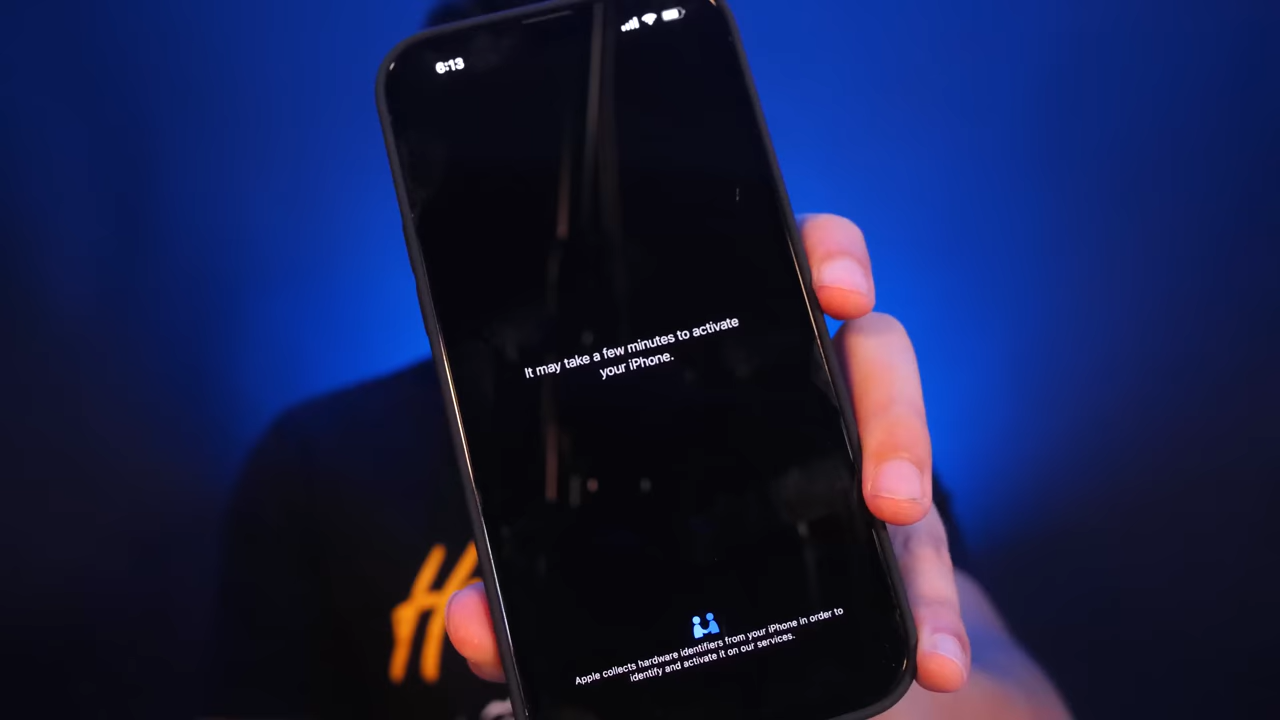 6:13
It may take a few minutes to activate
your iPhone.
Apple collects hardware identifiers from your iPhone in order to
identify and activate it on our services.